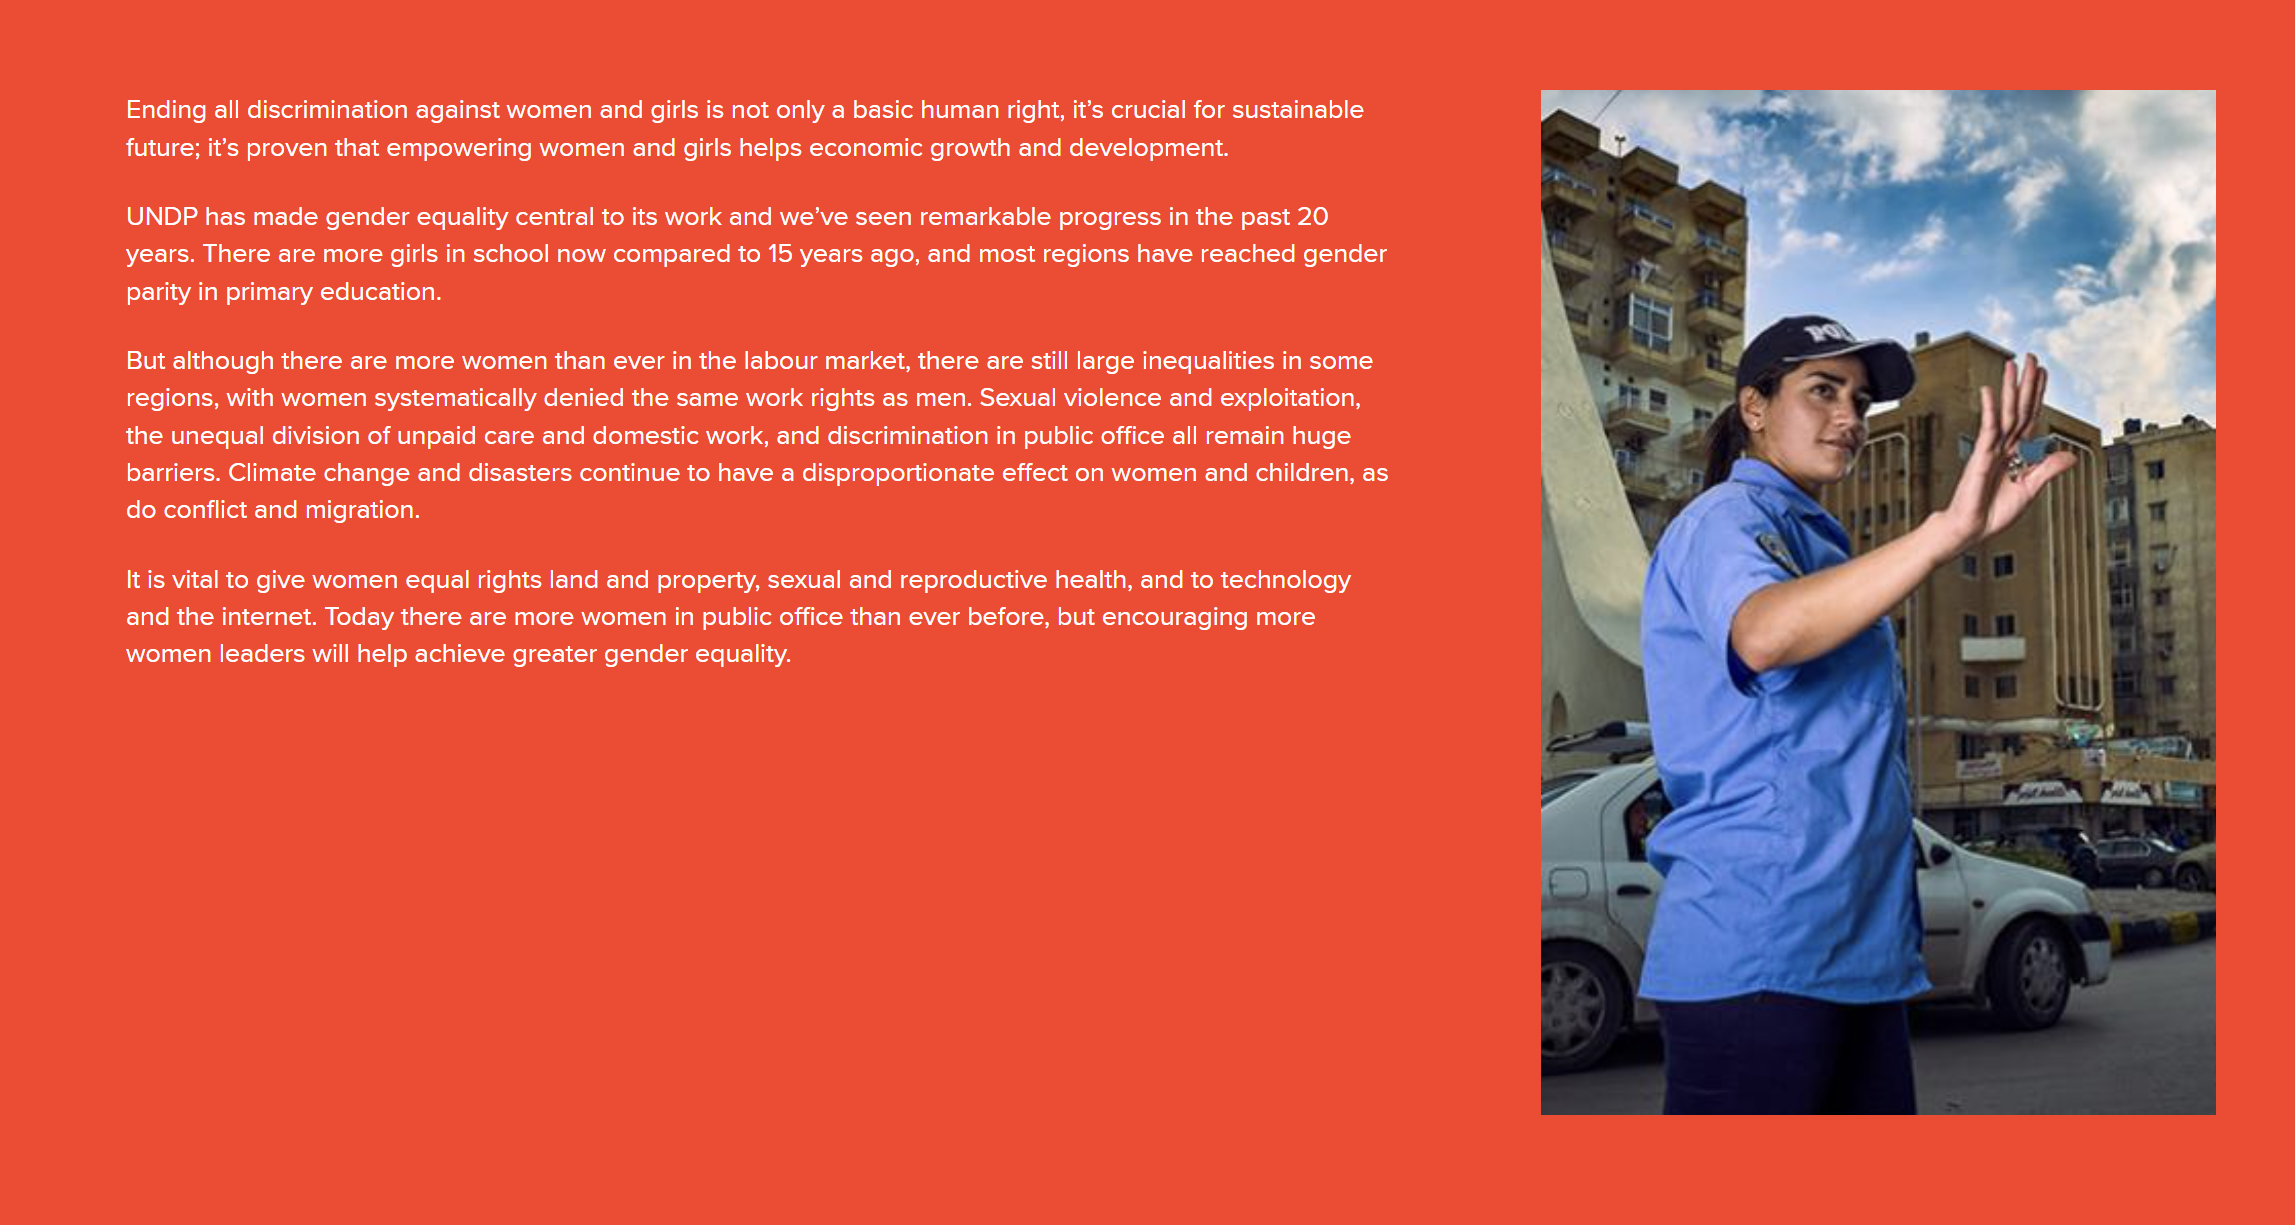 Ending all discrimination against women and girls is not only a basic human right, it’s crucial for sustainable
future; it’s proven that empowering women and girls helps economic growth and development.
UNDP has made gender equality central to its work and we’ve seen remarkable progress in the past 20
years. There are more girls in school now compared to 15 years ago, and most regions have reached gender
parity in primary education.
But although there are more women than ever in the labour market, there are still large inequalities in some
regions, with women systematically denied the same work rights as men. Sexual violence and exploitation,
the unequal division of unpaid care and domestic work, and discrimination in public office all remain huge
barriers. Climate change and disasters continue to have a disproportionate effect on women and children, as
do conflict and migration.
It is vital to give women equal rights land and property, sexual and reproductive health, and to technology
and the internet. Today there are more women in public office than ever before, but encouraging more
women leaders will help achieve greater gender equality.